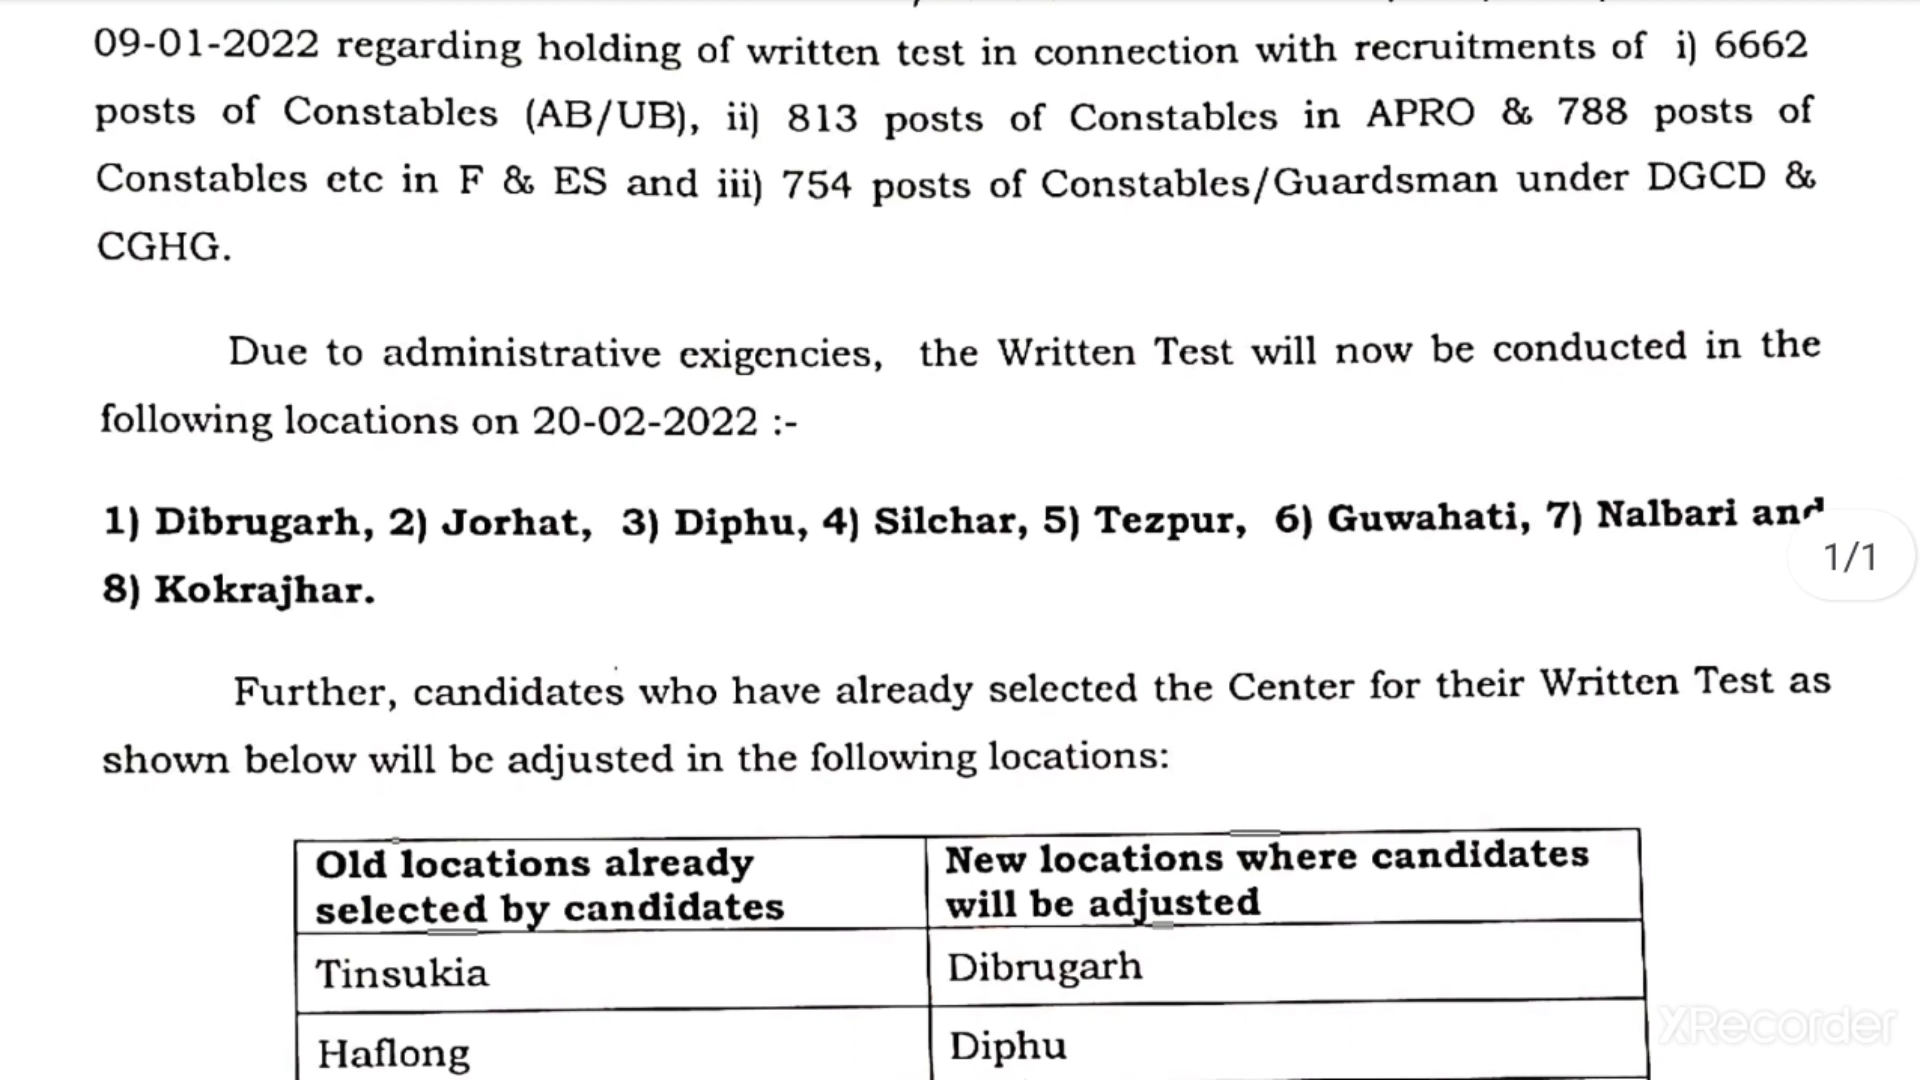 09-01-2022 regarding holding of written test in connection with recruitments of i) 6662
posts of Constables (AB/UB), ii) 813 posts of Constables in APRO & 788 posts of
Constables etc in F & ES and iii) 754 posts of Constables/Guardsman under DGCD &
CGHG.
Due to administrative exigencies, the Written Test will now be conducted in the
following locations on 20-02-2022 :-
1) Dibrugarh, 2) Jorhat, 3) Diphu, 4) Silchar, 5) Tezpur, 6) Guwahati, 7) Nalbari and
1/1
8) Kokrajhar.
Further, candidates who have already selected the Center for their Written Test as
shown below will be adjusted in the following locations:
Old locations already
selected by candidates
New locations where candidates
will be adjusted
Tinsukia
Dibrugarh
Haflong
Diphu
XRecorder